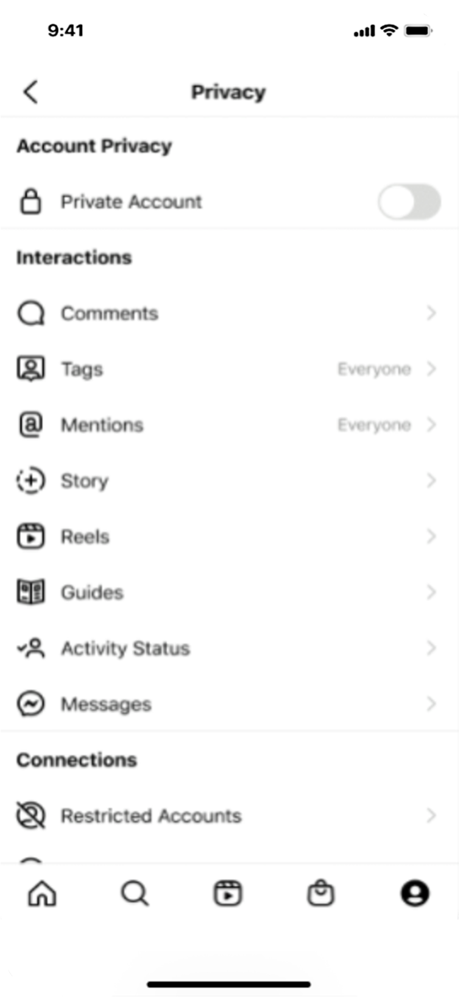 9:41
Privacy
Account Privacy
Private Account
Interactions
Comments
Tags Everyone
Mentions Everyone
Story
Reels
Guides
Activity Status
Messages
Connections
Restricted Accounts